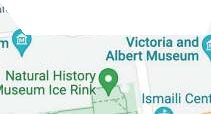 Victoria and
Albert Museum
Natural History
Museum Ice Rink
Ismaili Cent